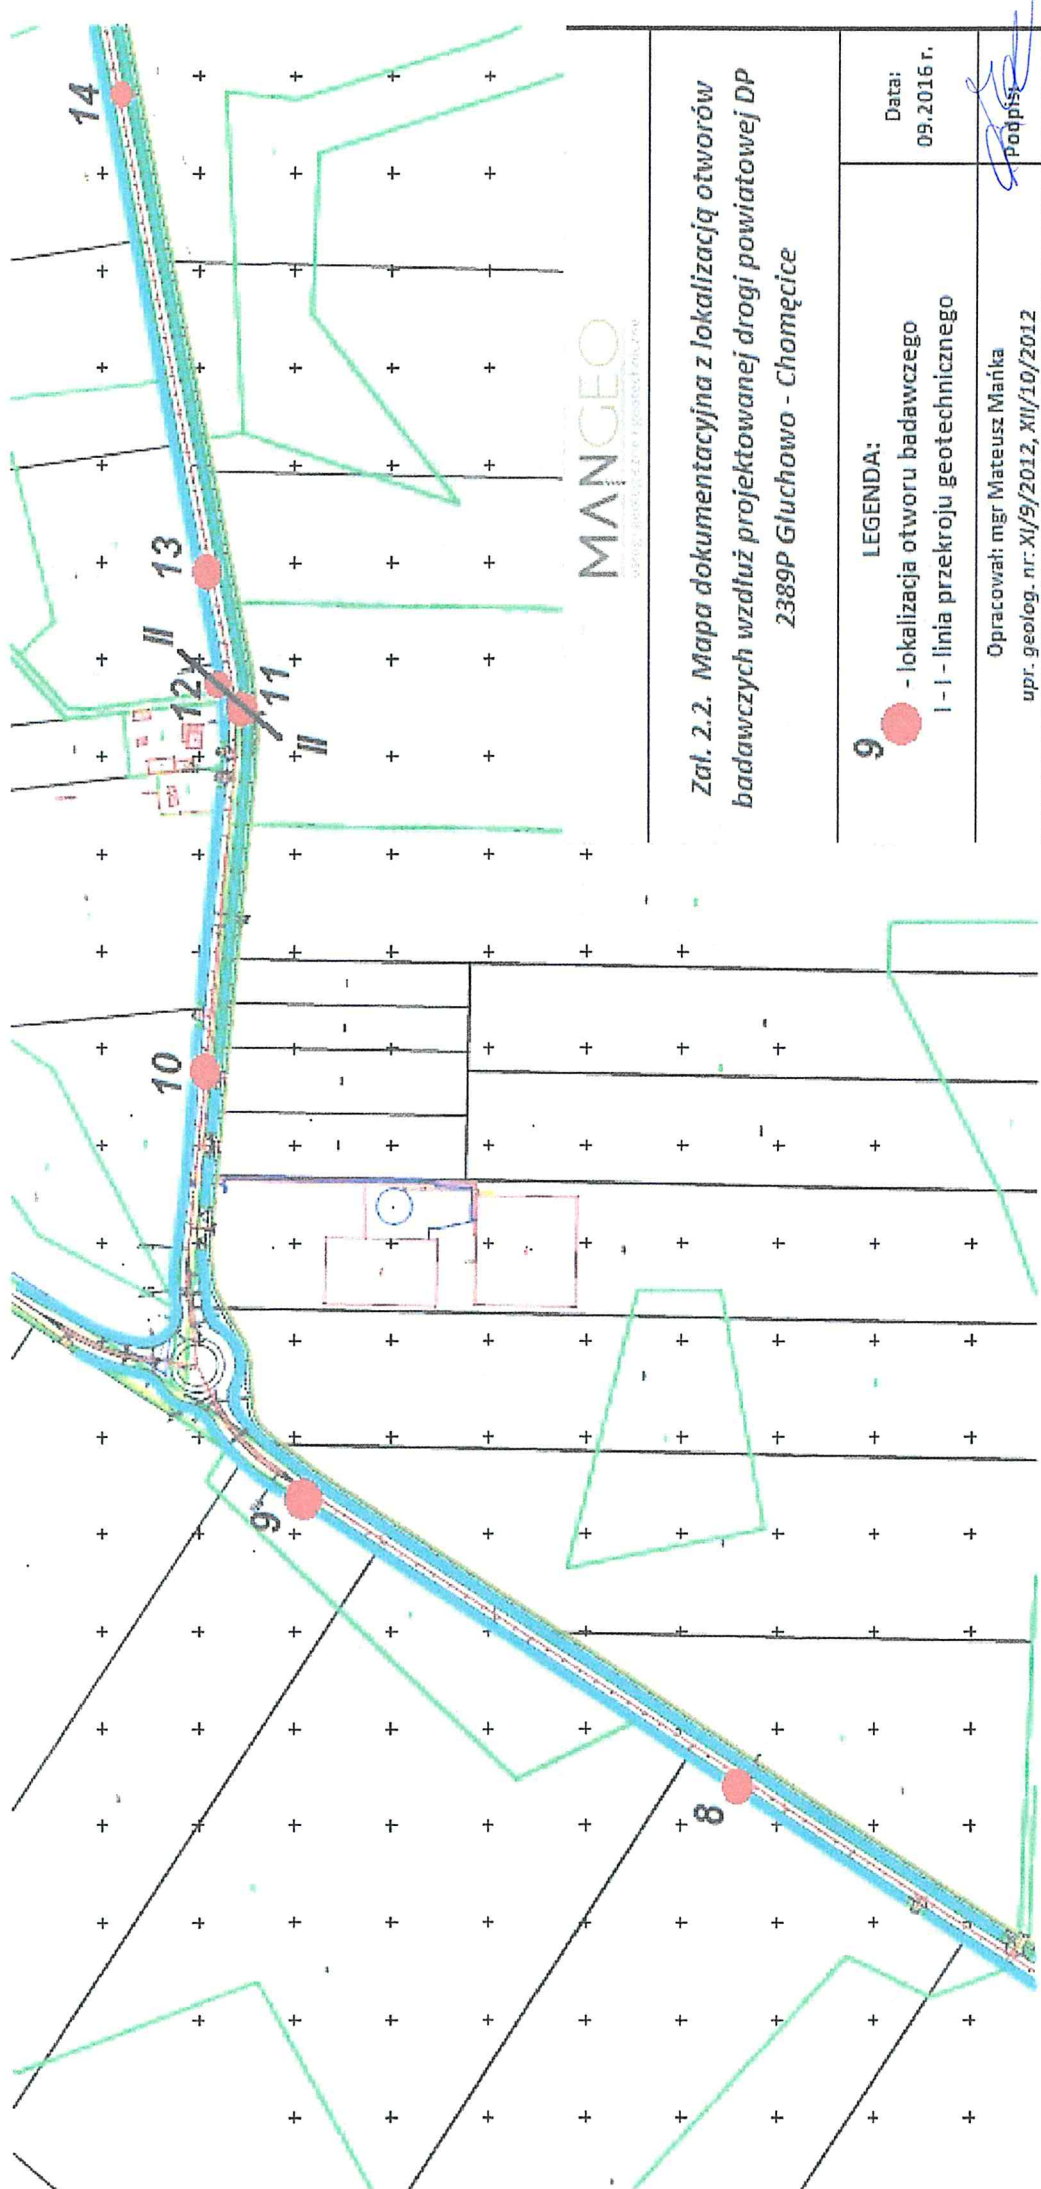 14
13
II
12
11
II
10
9
8
MANGEO
Zał. 2.2. Mapa dokumentacyjna z lokalizacją otworów
badawczych wzdłuż projektowanej drogi powiatowej DP
2389P Głuchowo - Chomęcice
LEGENDA:
9
- lokalizacja otworu badawczego
I - I - linia przekroju geotechnicznego
Data:
09.2016 r.
Opracował: mgr Mateusz Mańka
upr. geolog. nr: XI/9/2012, XII/10/2012
Podpis: